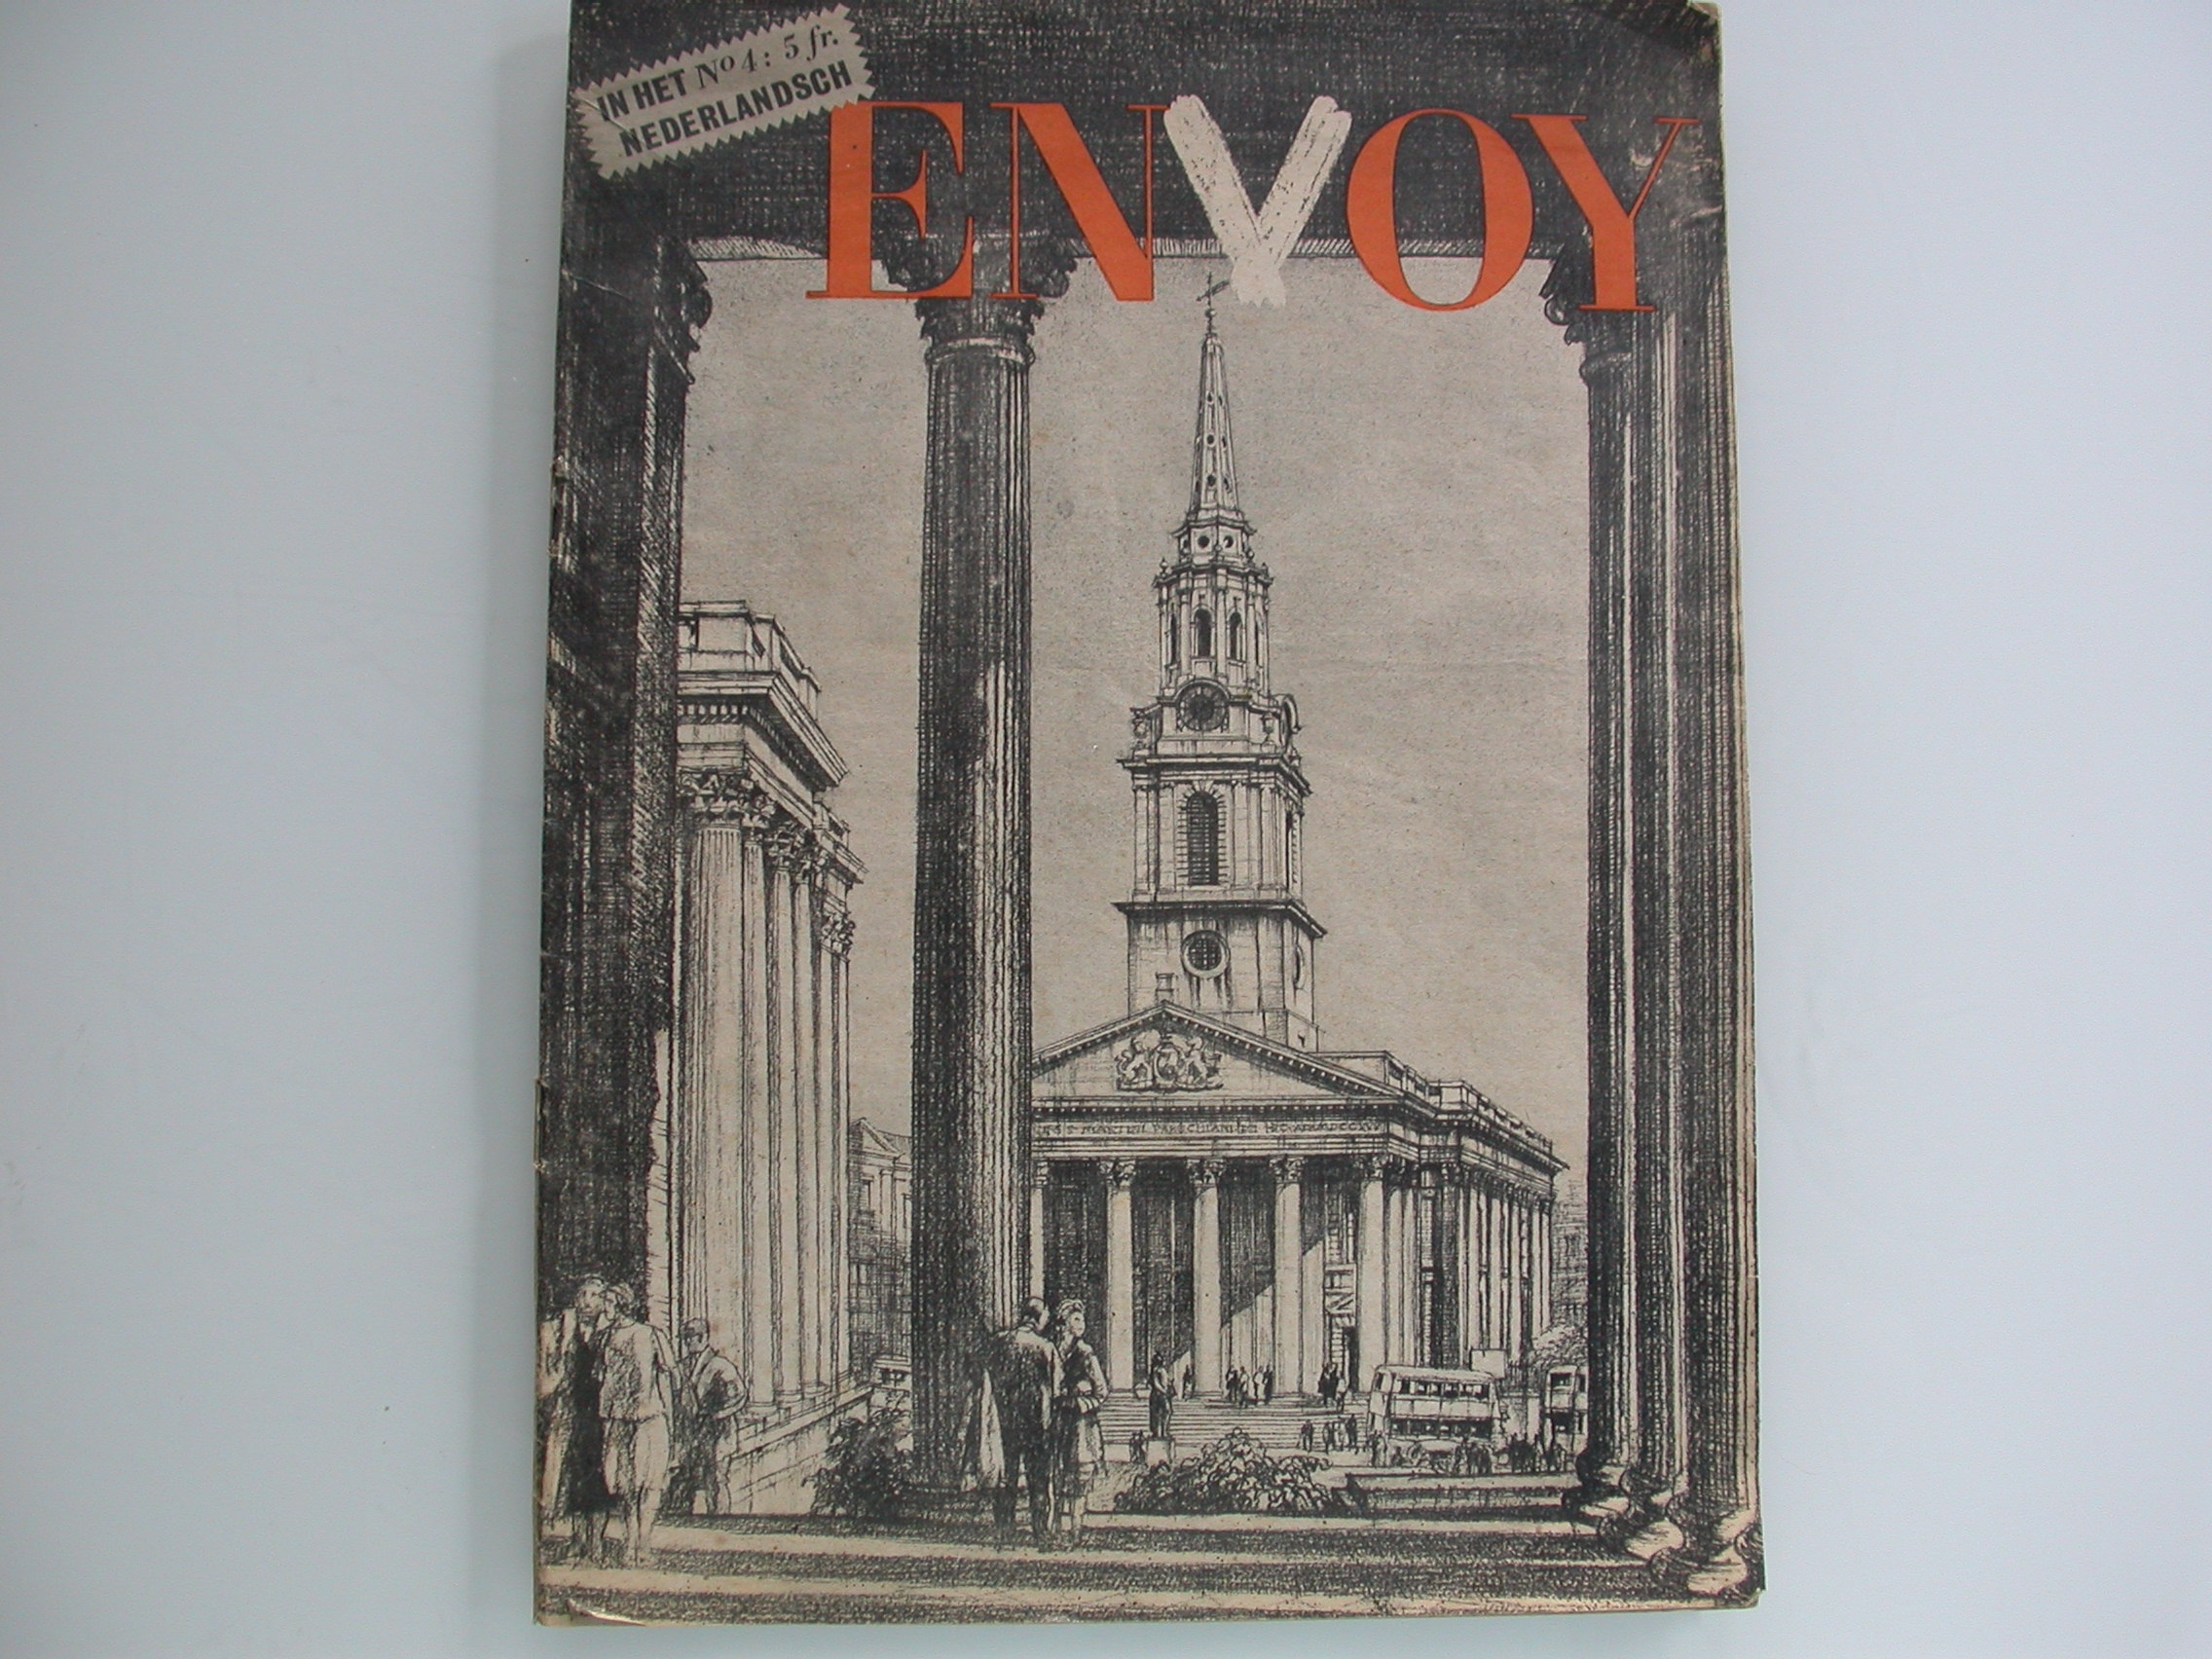 No 4: 5 fr.
IN HET
NEDERLANDSCH
ENVOY